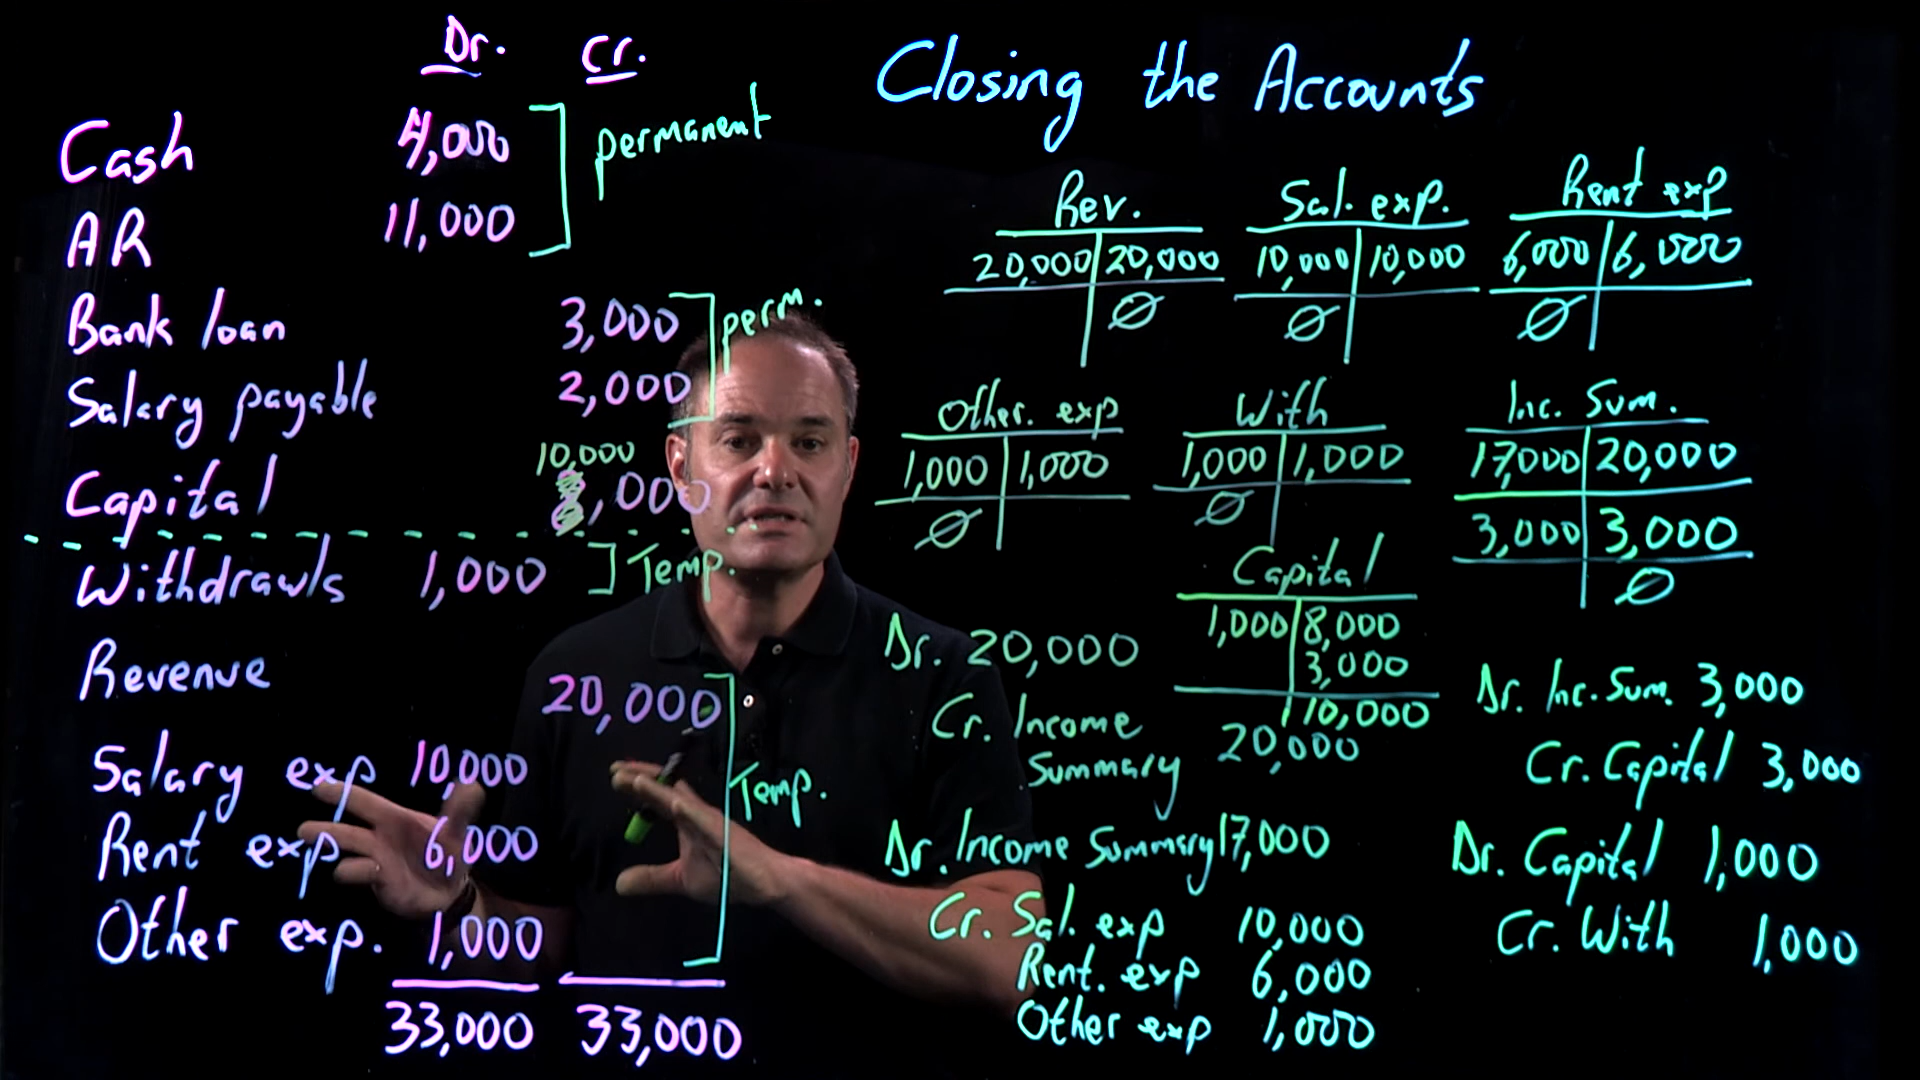 Dr. Cr.
Cash 4,000
AR 11,000
permanent
Bank loan 3,000
Salary payable 2,000
perm.
10,000
Capital ,000
Withdrawls 1,000 Temp.
Revenue 20,000
Salary exp 10,000
Rent exp 6,000
Other exp. 1,000
Temp.
33,000 33,000
Closing the Accounts
Rev.
20,000 20,000
Ø
Sal. exp.
10,000 10,000
Ø
Rent exp
6,000 6,000
Ø
Other. exp
1,000 1,000
Ø
With
1,000 1,000
Ø
Inc. Sum.
17,000 20,000
3,000 3,000
Ø
Capital
1,000 8,000
3,000
10,000
Dr. 20,000
Cr. Income Summary 20,000
Dr. Income Summary 17,000
Cr. Sal. exp 10,000
Rent. exp 6,000
Other exp 1,000
Dr. Inc. Sum. 3,000
Cr. Capital 3,000
Dr. Capital 1,000
Cr. With 1,000